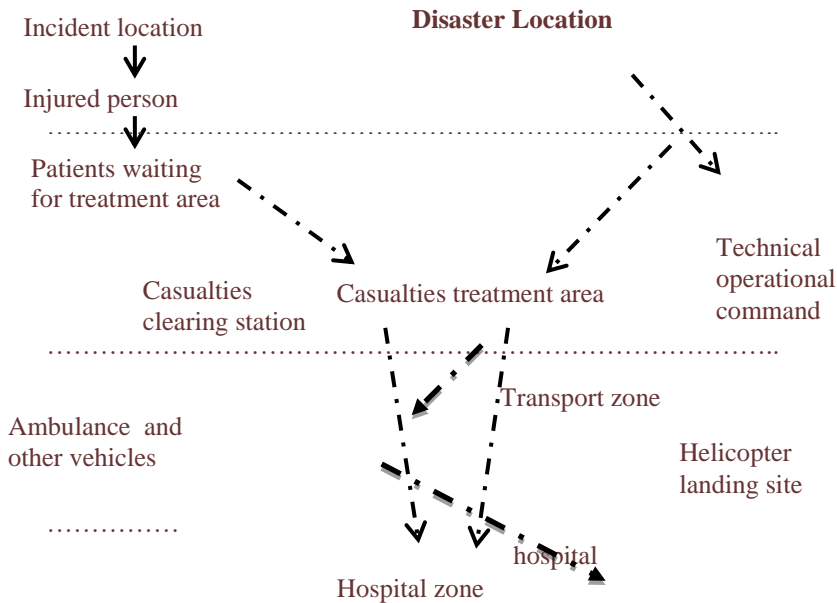 Disaster Location
Incident location
Injured person
Patients waiting
for treatment area
Technical
operational
command
Casualties
clearing station
Casualties treatment area
Transport zone
Ambulance and
other vehicles
Helicopter
landing site
hospital
Hospital zone